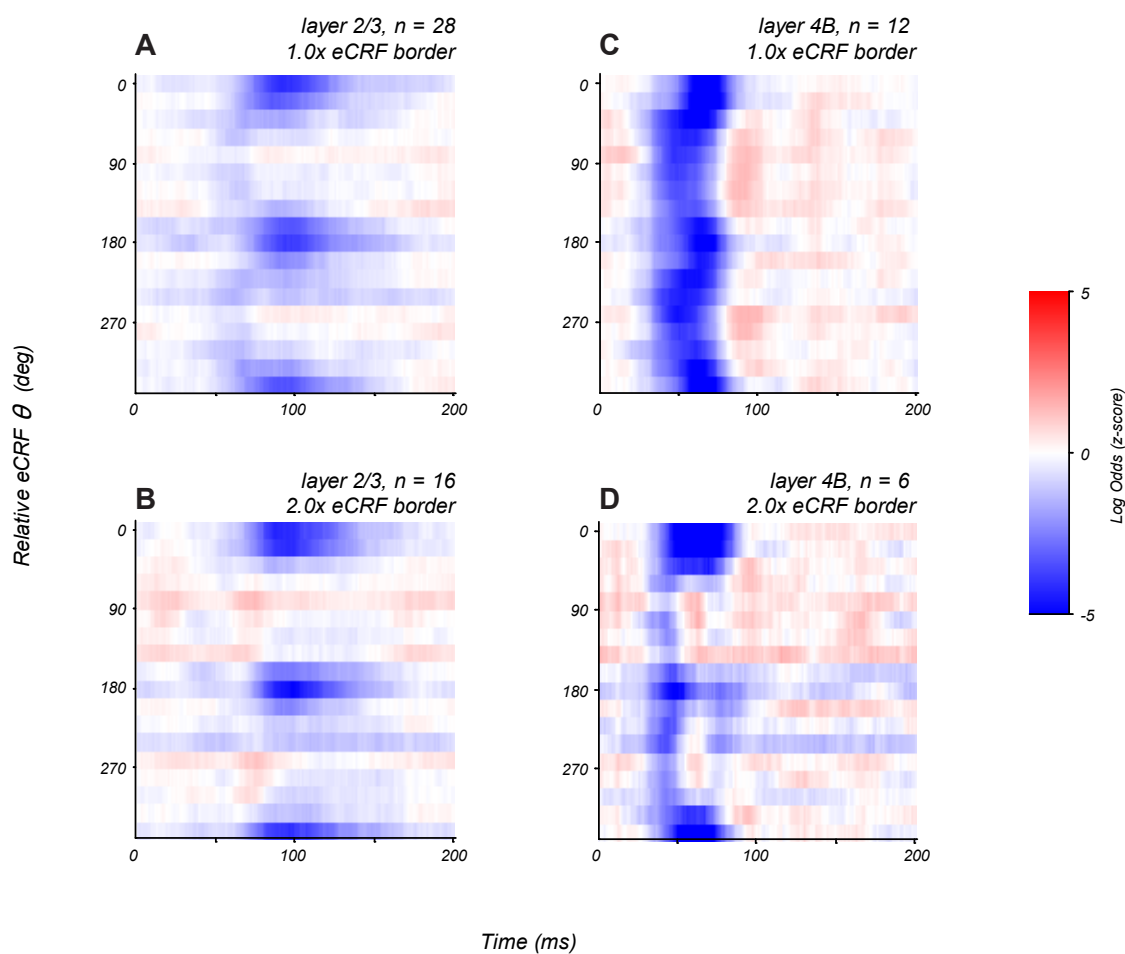 A
layer 2/3, n = 28
1.0x eCRF border
0
90
180
270
0
100
200
C
layer 4B, n = 12
1.0x eCRF border
0
90
180
270
0
100
200
B
layer 2/3, n = 16
2.0x eCRF border
0
90
180
270
0
100
200
D
layer 4B, n = 6
2.0x eCRF border
0
90
180
270
0
100
200
Relative eCRF θ (deg)
Time (ms)
5
0
-5
Log Odds (z-score)